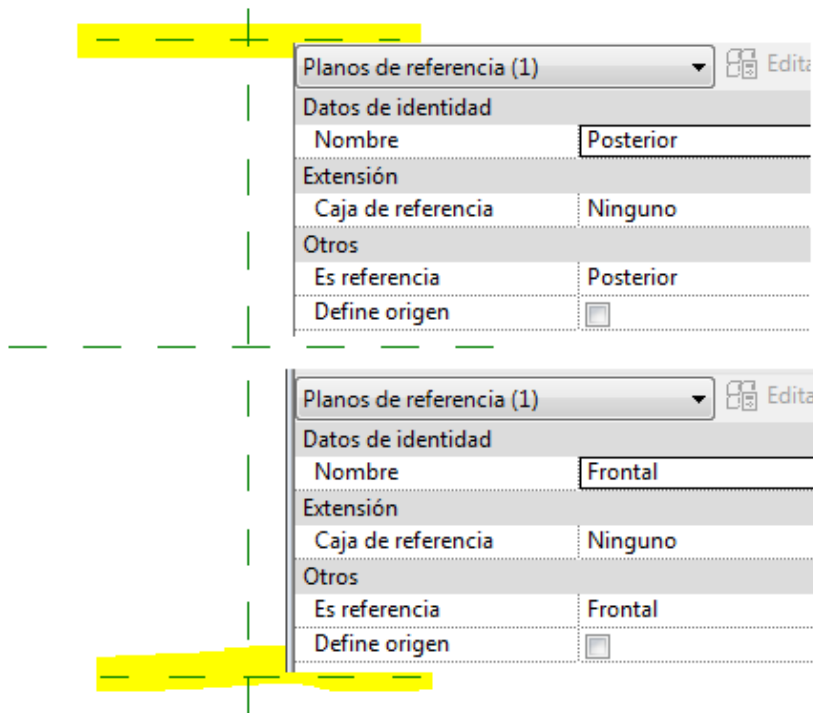 Planos de referencia (1) Edita
Datos de identidad
Nombre Posterior
Extensión
Caja de referencia Ninguno
Otros
Es referencia Posterior
Define origen
Planos de referencia (1) Edita
Datos de identidad
Nombre Frontal
Extensión
Caja de referencia Ninguno
Otros
Es referencia Frontal
Define origen